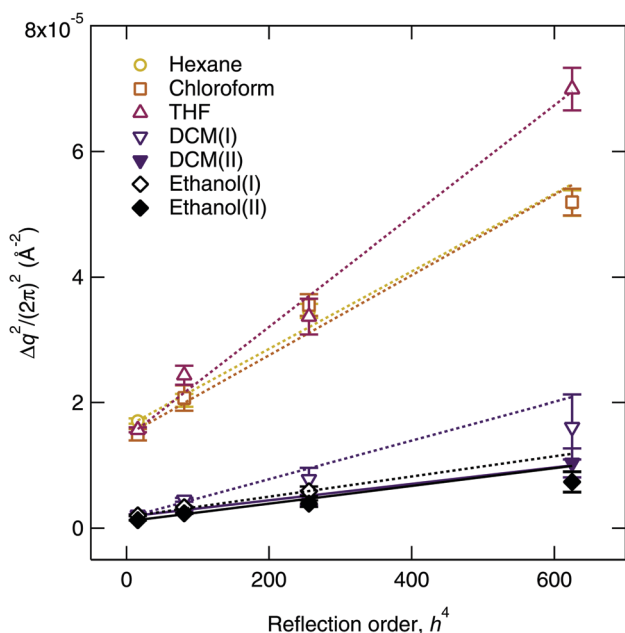 8x10⁻⁵
Hexane
Chloroform
THF
DCM(I)
DCM(II)
Ethanol(I)
Ethanol(II)
6
4
2
0
Δq²/(2π)² (Å⁻²)
0 200 400 600
Reflection order, h⁴